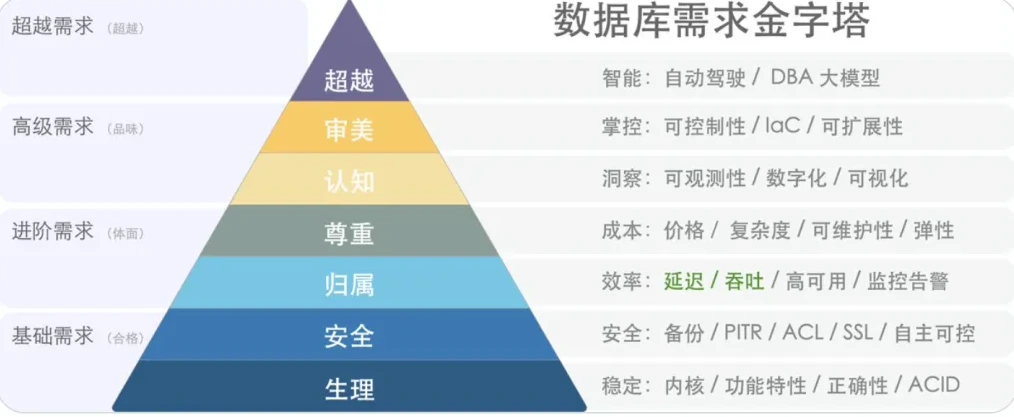 数据库需求金字塔
超越需求（超越）
超越
智能：自动驾驶 / DBA 大模型
高级需求（品味）
审美
掌控：可控制性 / IaC / 可扩展性
认知
洞察：可观测性 / 数字化 / 可视化
进阶需求（体面）
尊重
成本：价格 / 复杂度 / 可维护性 / 弹性
归属
效率：延迟 / 吞吐 / 高可用 / 监控告警
基础需求（合格）
安全
安全：备份 / PITR / ACL / SSL / 自主可控
生理
稳定：内核 / 功能特性 / 正确性 / ACID